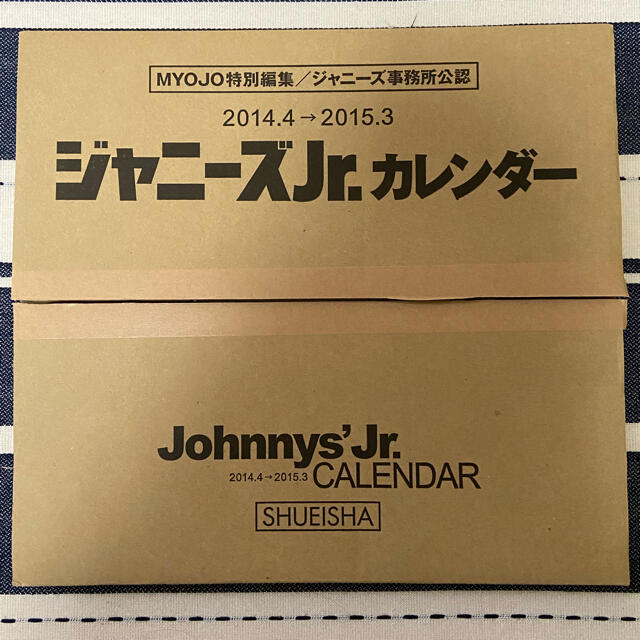 MYOJO特別編集／ジャニーズ事務所公認
2014.4→2015.3
ジャニーズJr.カレンダー
Johnnys'Jr.
2014.4→2015.3 CALENDAR
SHUEISHA